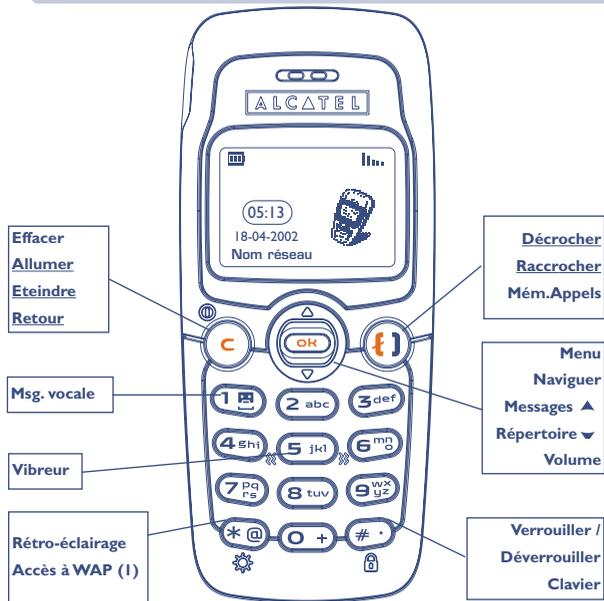 ALCATEL
05:13
18-04-2002
Nom réseau
Effacer
Allumer
Eteindre
Retour
Décrocher
Raccrocher
Mém.Appels
c
ok
Menu
Naviguer
Messages ▲
Répertoire ▼
Volume
Msg. vocale
1
2 abc
3 def
4 ghi
5 jkl
6 mno
Vibreur
7 pqrs
8 tuv
9 wxyz
Rétro-éclairage
Accès à WAP (1)
* @
0 +
# ·
Verrouiller /
Déverrouiller
Clavier